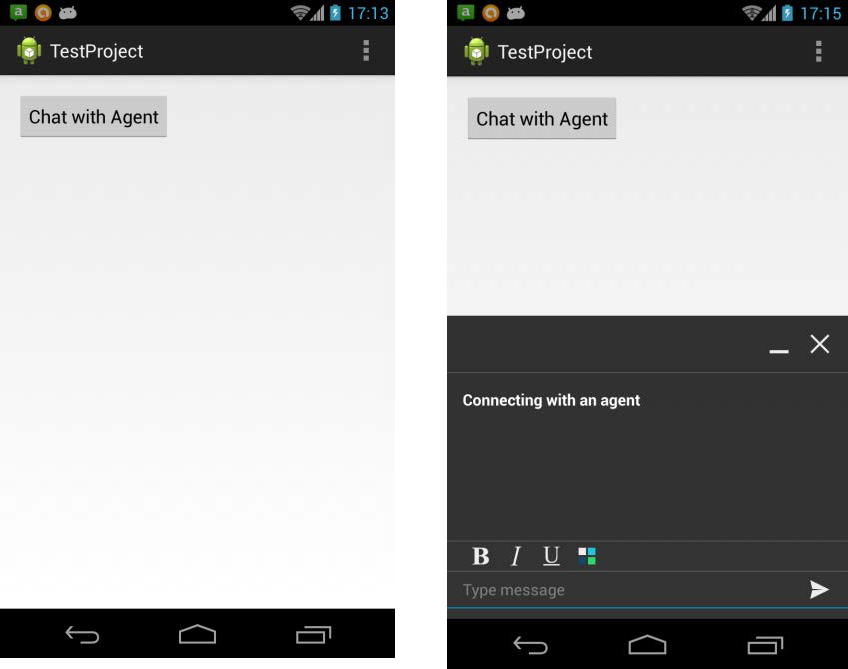 17:13
TestProject
Chat with Agent
17:15
TestProject
Chat with Agent
Connecting with an agent
B I U
Type message